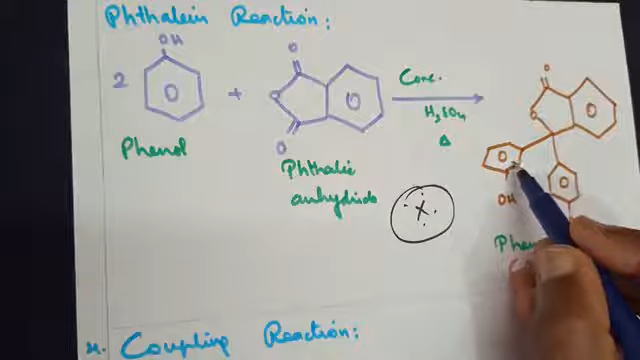 Phthalein Reaction:
OH
2
+
O
O
O
Conc.
H₂SO₄
Δ
Phenol
Phthalic
anhydride
O
O
OH
Coupling Reaction: